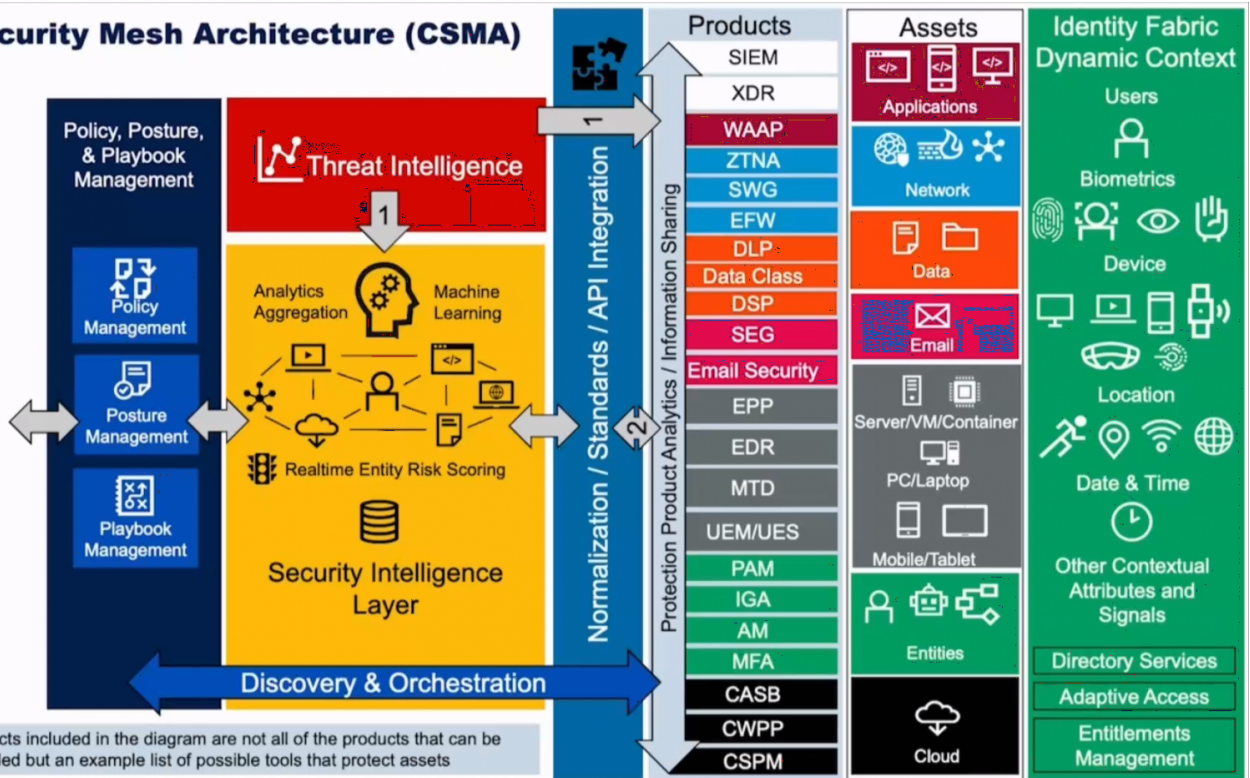 curity Mesh Architecture (CSMA)
Policy, Posture,
& Playbook
Management
Policy
Management
Posture
Management
Playbook
Management
Threat Intelligence
1
1
Analytics
Aggregation
Machine
Learning
Realtime Entity Risk Scoring
Security Intelligence
Layer
Discovery & Orchestration
Normalization / Standards / API Integration
2
Protection Product Analytics / Information Sharing
Products
SIEM
XDR
WAAP
ZTNA
SWG
EFW
DLP
Data Class
DSP
SEG
Email Security
EPP
EDR
MTD
UEM/UES
PAM
IGA
AM
MFA
CASB
CWPP
CSPM
Assets
Applications
Network
Data
Email
Server/VM/Container
PC/Laptop
Mobile/Tablet
Entities
Cloud
Identity Fabric
Dynamic Context
Users
Biometrics
Device
Location
Date & Time
Other Contextual
Attributes and
Signals
Directory Services
Adaptive Access
Entitlements
Management
cts included in the diagram are not all of the products that can be
led but an example list of possible tools that protect assets